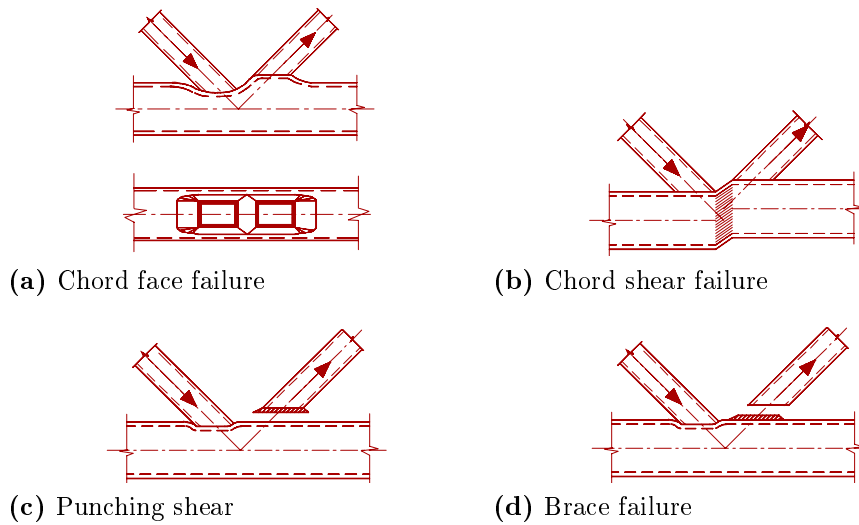 (a) Chord face failure
(b) Chord shear failure
(c) Punching shear
(d) Brace failure